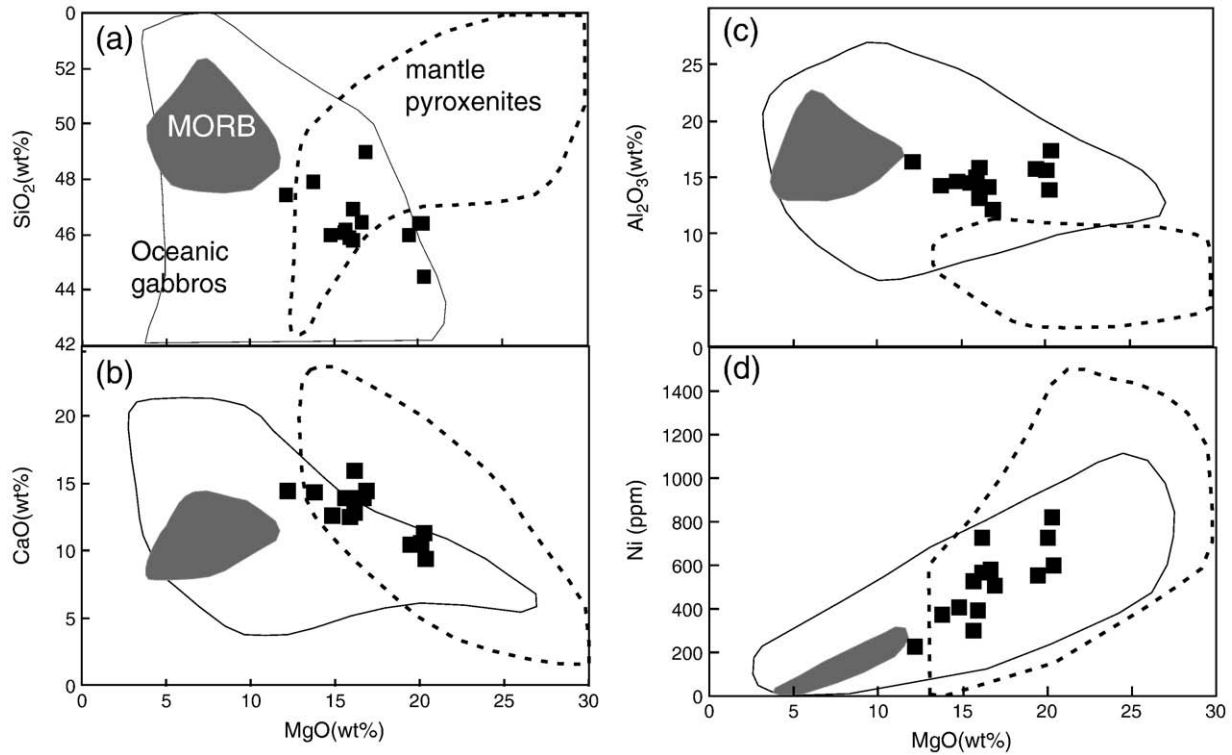 (a)
0
52
50
48
46
44
42
SiO2(wt%)
MORB
mantle
pyroxenites
Oceanic
gabbros
(b)
20
15
10
5
0
CaO(wt%)
0 5 10 15 20 25 30
MgO(wt%)
(c)
25
20
15
10
5
0
Al2O3(wt%)
(d)
1400
1200
1000
800
600
400
200
0
Ni (ppm)
0 5 10 15 20 25 30
MgO(wt%)